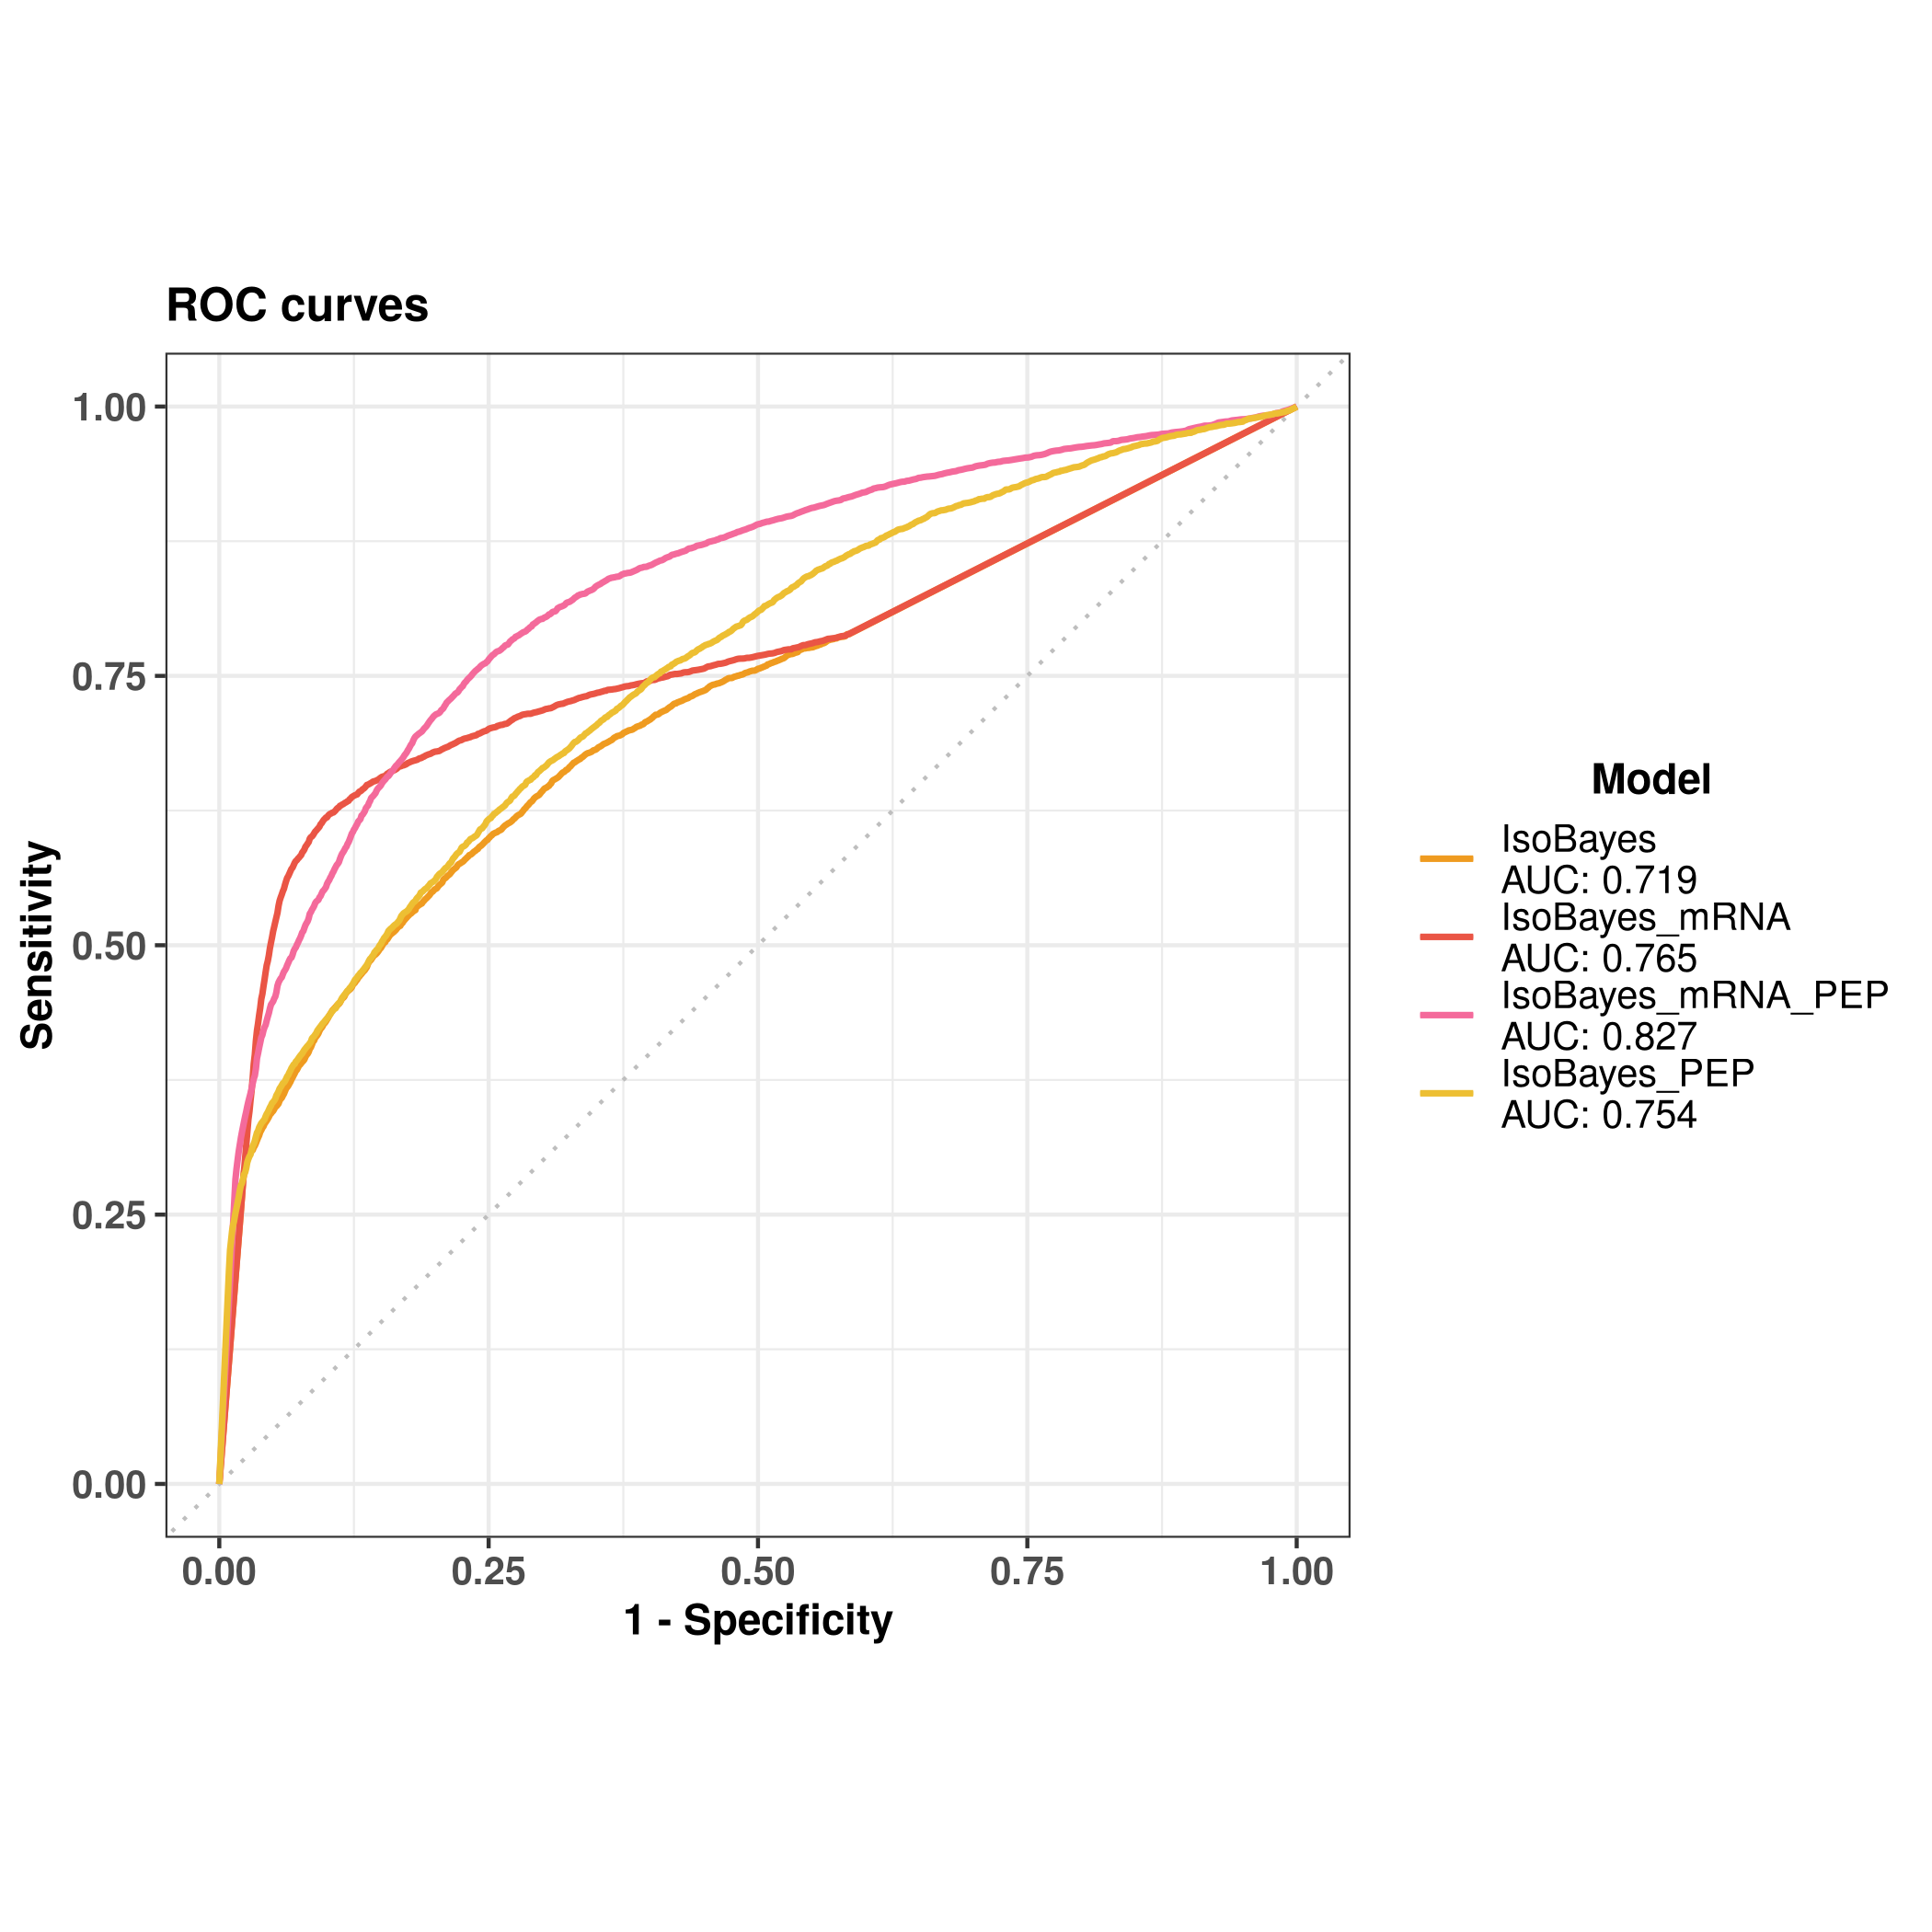 ROC curves
1.00
0.75
0.50
0.25
0.00
Sensitivity
0.00 0.25 0.50 0.75 1.00
1 - Specificity
Model
IsoBayes
AUC: 0.719
IsoBayes_mRNA
AUC: 0.765
IsoBayes_mRNA_PEP
AUC: 0.827
IsoBayes_PEP
AUC: 0.754